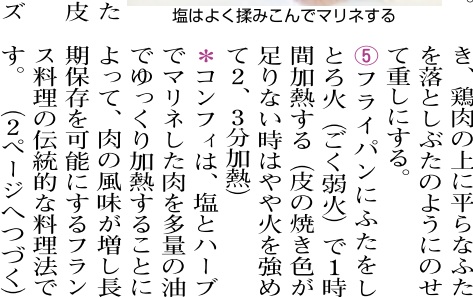 塩はよく揉みこんでマリネする
き、鶏肉の上に平らなふた
を落としぶたのようにのせ
て重しにする。
⑤フライパンにふたをし
とろ火（ごく弱火）で1時
間加熱する（皮の焼き色が
足りない時はやや火を強め
て2、3分加熱）
＊コンフィは、塩とハーブ
でマリネした肉を多量の油
でゆっくり加熱することに
よって、肉の風味が増し長
期保存を可能にするフラン
ス料理の伝統的な料理法で
す。　（2ページへつづく）
た
皮
ズ